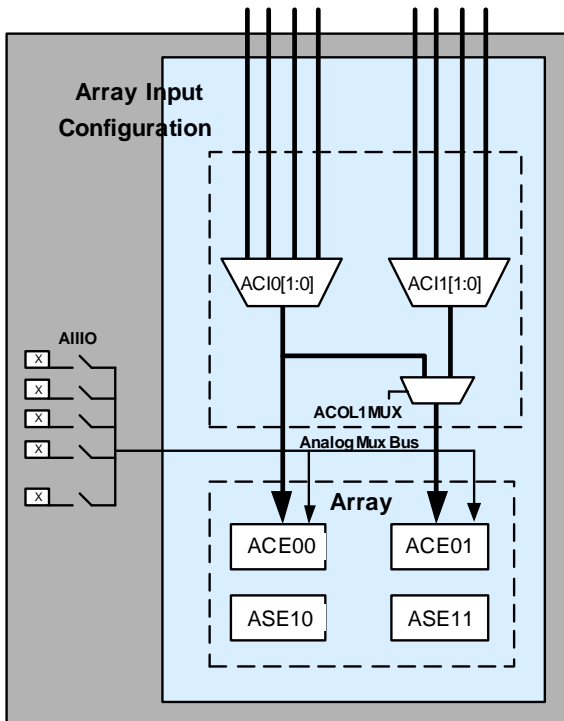 Array Input
Configuration
ACI0[1:0]
ACI1[1:0]
AIIIO
X
X
X
X
X
ACOL1MUX
Analog Mux Bus
Array
ACE00
ACE01
ASE10
ASE11